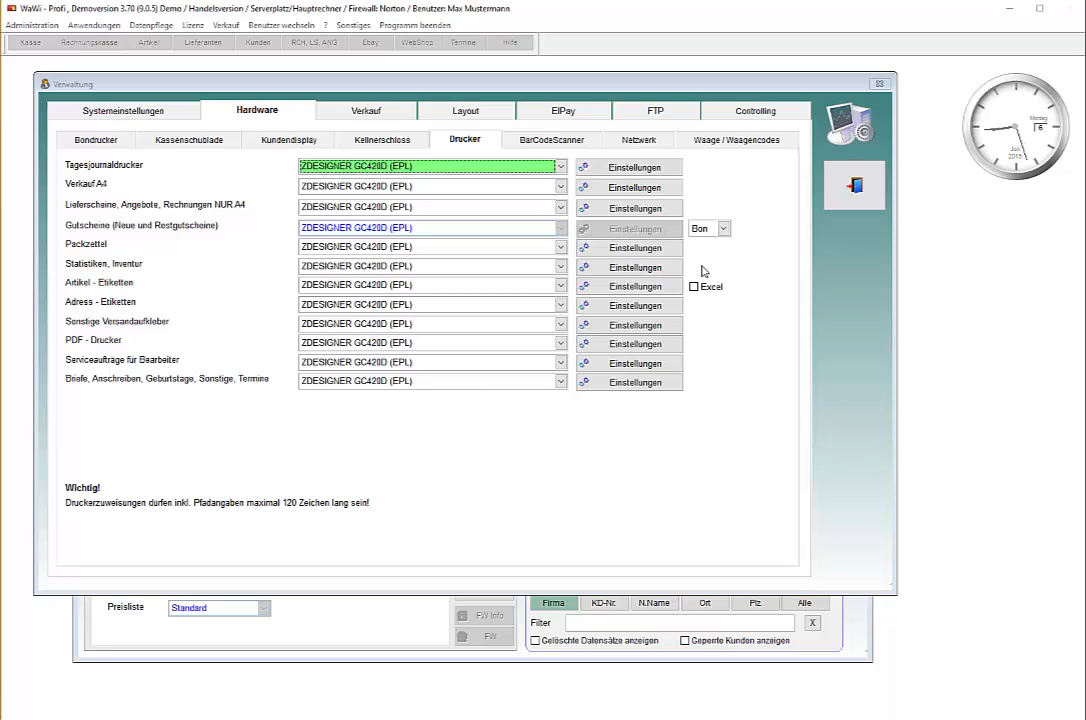 WaWi - Profi , Demoversion 3.70 (9.0.5) Demo / Handelsversion / Serverplatz/Hauptrechner / Firewall: Norton / Benutzer: Max Mustermann
Administration Anwendungen Datenpflege Lizenz Verkauf Benutzer wechseln ? Sonstiges Programm beenden
Kasse Rechnungskasse Artikel Lieferanten Kunden RCH, LS, ANG Ebay WebShop Termine Hilfe
Verwaltung
Systemeinstellungen Hardware Verkauf Layout ElPay FTP Controlling
Bondrucker Kassenschublade Kundendisplay Kellnerschloss Drucker BarCodeScanner Netzwerk Waage / Waagencodes
Tagesjournaldrucker ZDESIGNER GC420D (EPL) Einstellungen
Verkauf A4 ZDESIGNER GC420D (EPL) Einstellungen
Lieferscheine, Angebote, Rechnungen NUR A4 ZDESIGNER GC420D (EPL) Einstellungen
Gutscheine (Neue und Restgutscheine) ZDESIGNER GC420D (EPL) Einstellungen Bon
Packzettel ZDESIGNER GC420D (EPL) Einstellungen
Statistiken, Inventur ZDESIGNER GC420D (EPL) Einstellungen
Artikel - Etiketten ZDESIGNER GC420D (EPL) Einstellungen Excel
Adress - Etiketten ZDESIGNER GC420D (EPL) Einstellungen
Sonstige Versandaufkleber ZDESIGNER GC420D (EPL) Einstellungen
PDF - Drucker ZDESIGNER GC420D (EPL) Einstellungen
Serviceaufträge für Bearbeiter ZDESIGNER GC420D (EPL) Einstellungen
Briefe, Anschreiben, Geburtstage, Sonstige, Termine ZDESIGNER GC420D (EPL) Einstellungen
Wichtig!
Druckerzuweisungen dürfen inkl. Pfadangaben maximal 120 Zeichen lang sein!
Montag
6
Juli
2015
Preisliste Standard
FW Info
FW
Firma KD-Nr. N.Name Ort Plz Alle
Filter X
Gelöschte Datensätze anzeigen Gesperrte Kunden anzeigen